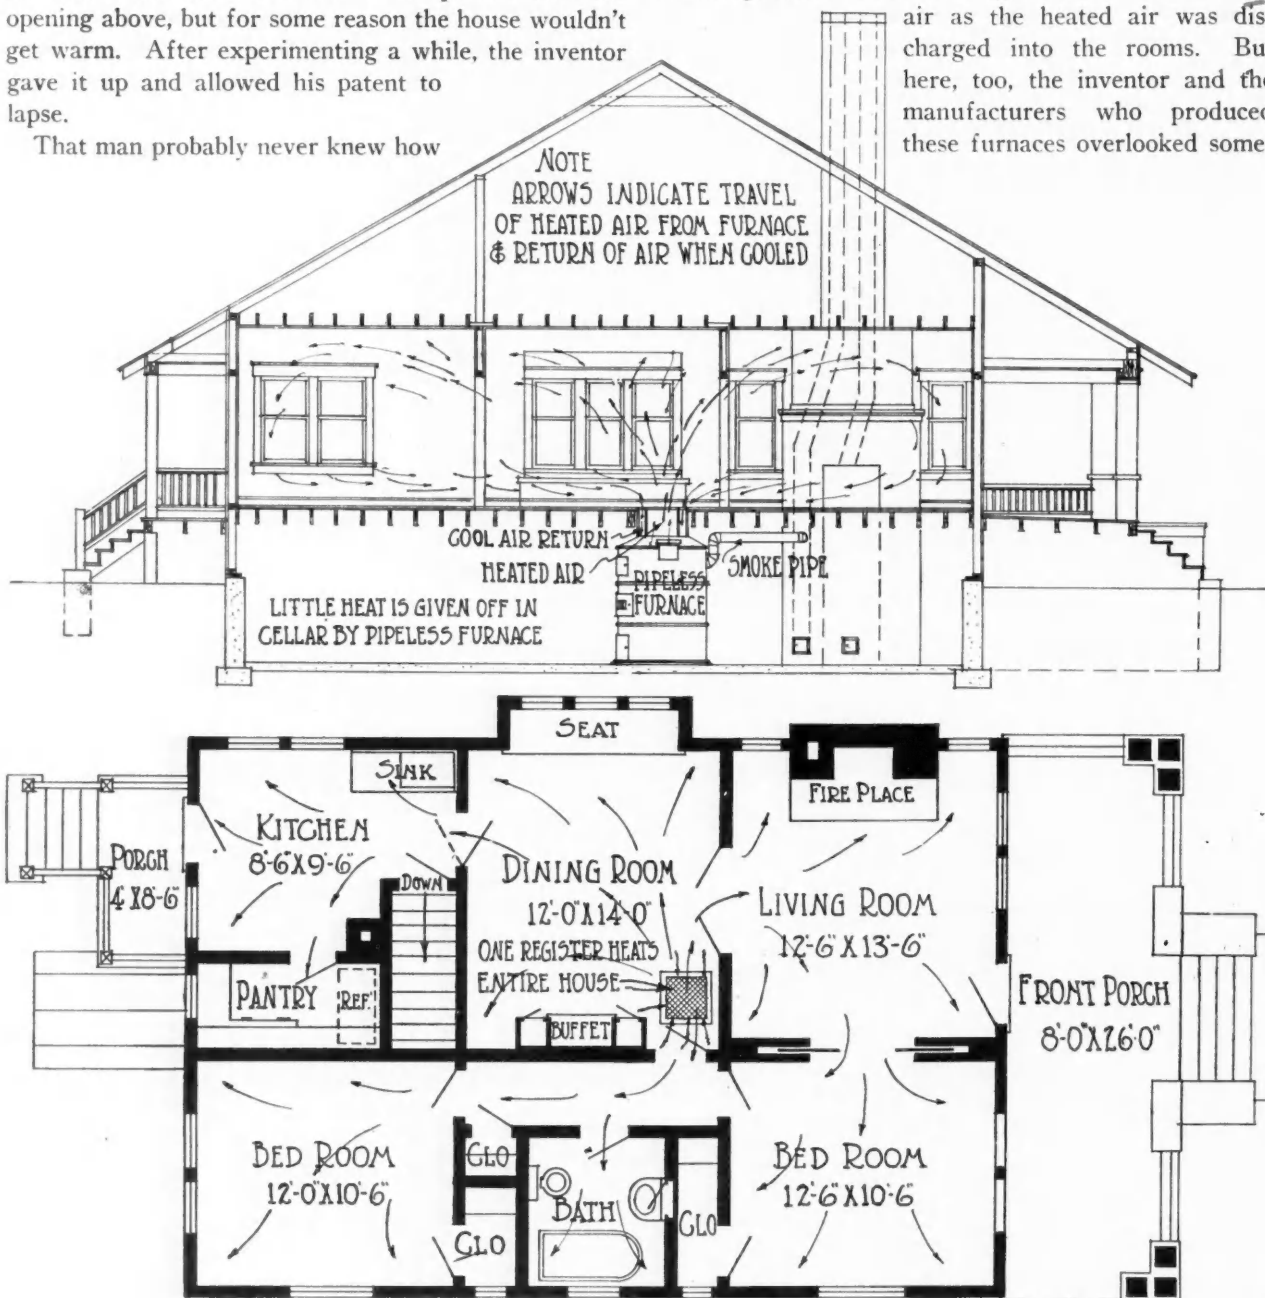 opening above, but for some reason the house wouldn't
get warm. After experimenting a while, the inventor
gave it up and allowed his patent to
lapse.
That man probably never knew how
air as the heated air was dis
charged into the rooms. Bu
here, too, the inventor and the
manufacturers who produced
these furnaces overlooked some
NOTE
ARROWS INDICATE TRAVEL
OF HEATED AIR FROM FURNACE
& RETURN OF AIR WHEN COOLED
COOL AIR RETURN
HEATED AIR
SMOKE PIPE
PIPELESS
FURNACE
LITTLE HEAT IS GIVEN OFF IN
CELLAR BY PIPELESS FURNACE
SEAT
SINK
FIRE PLACE
KITCHEN
8'-6"X9'-6"
PORCH
4'X8'-6"
DOWN
DINING ROOM
12'-0"X14'-0"
LIVING ROOM
12'-6"X13'-6"
ONE REGISTER HEATS
ENTIRE HOUSE
PANTRY
REF.
BUFFET
FRONT PORCH
8'-0"X26'-0"
BED ROOM
12'-0"X10'-6"
CLO
CLO
BATH
CLO
BED ROOM
12'-6"X10'-6"